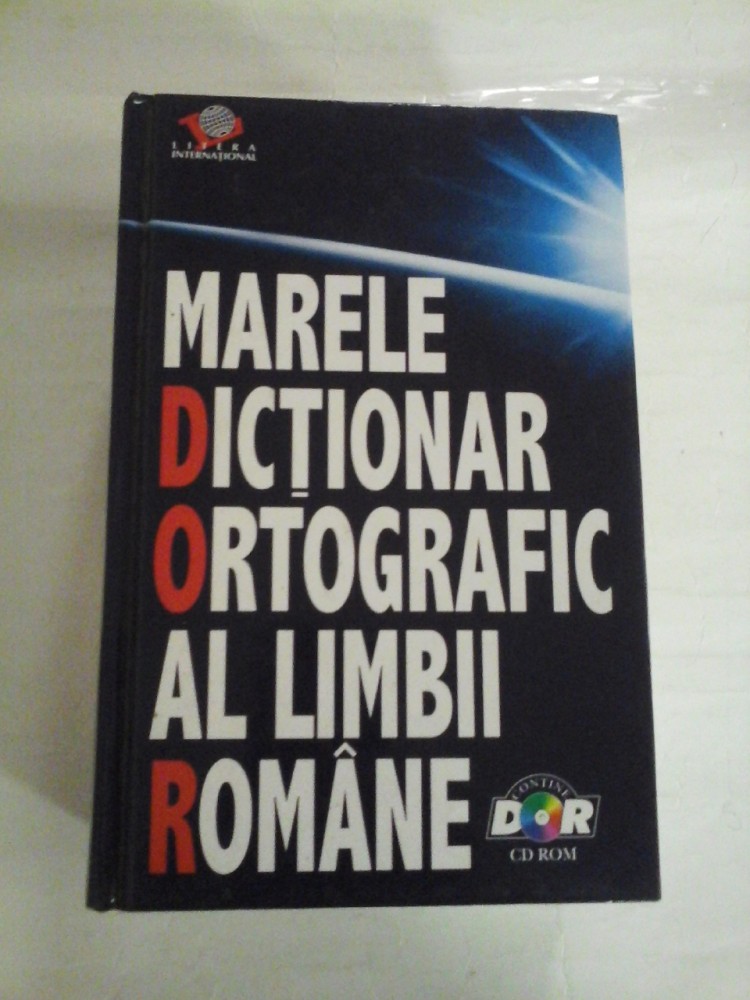 LITERA
INTERNAȚIONAL
MARELE
DICȚIONAR
ORTOGRAFIC
AL LIMBII
ROMÂNE
CONȚINE
DOR
CD ROM